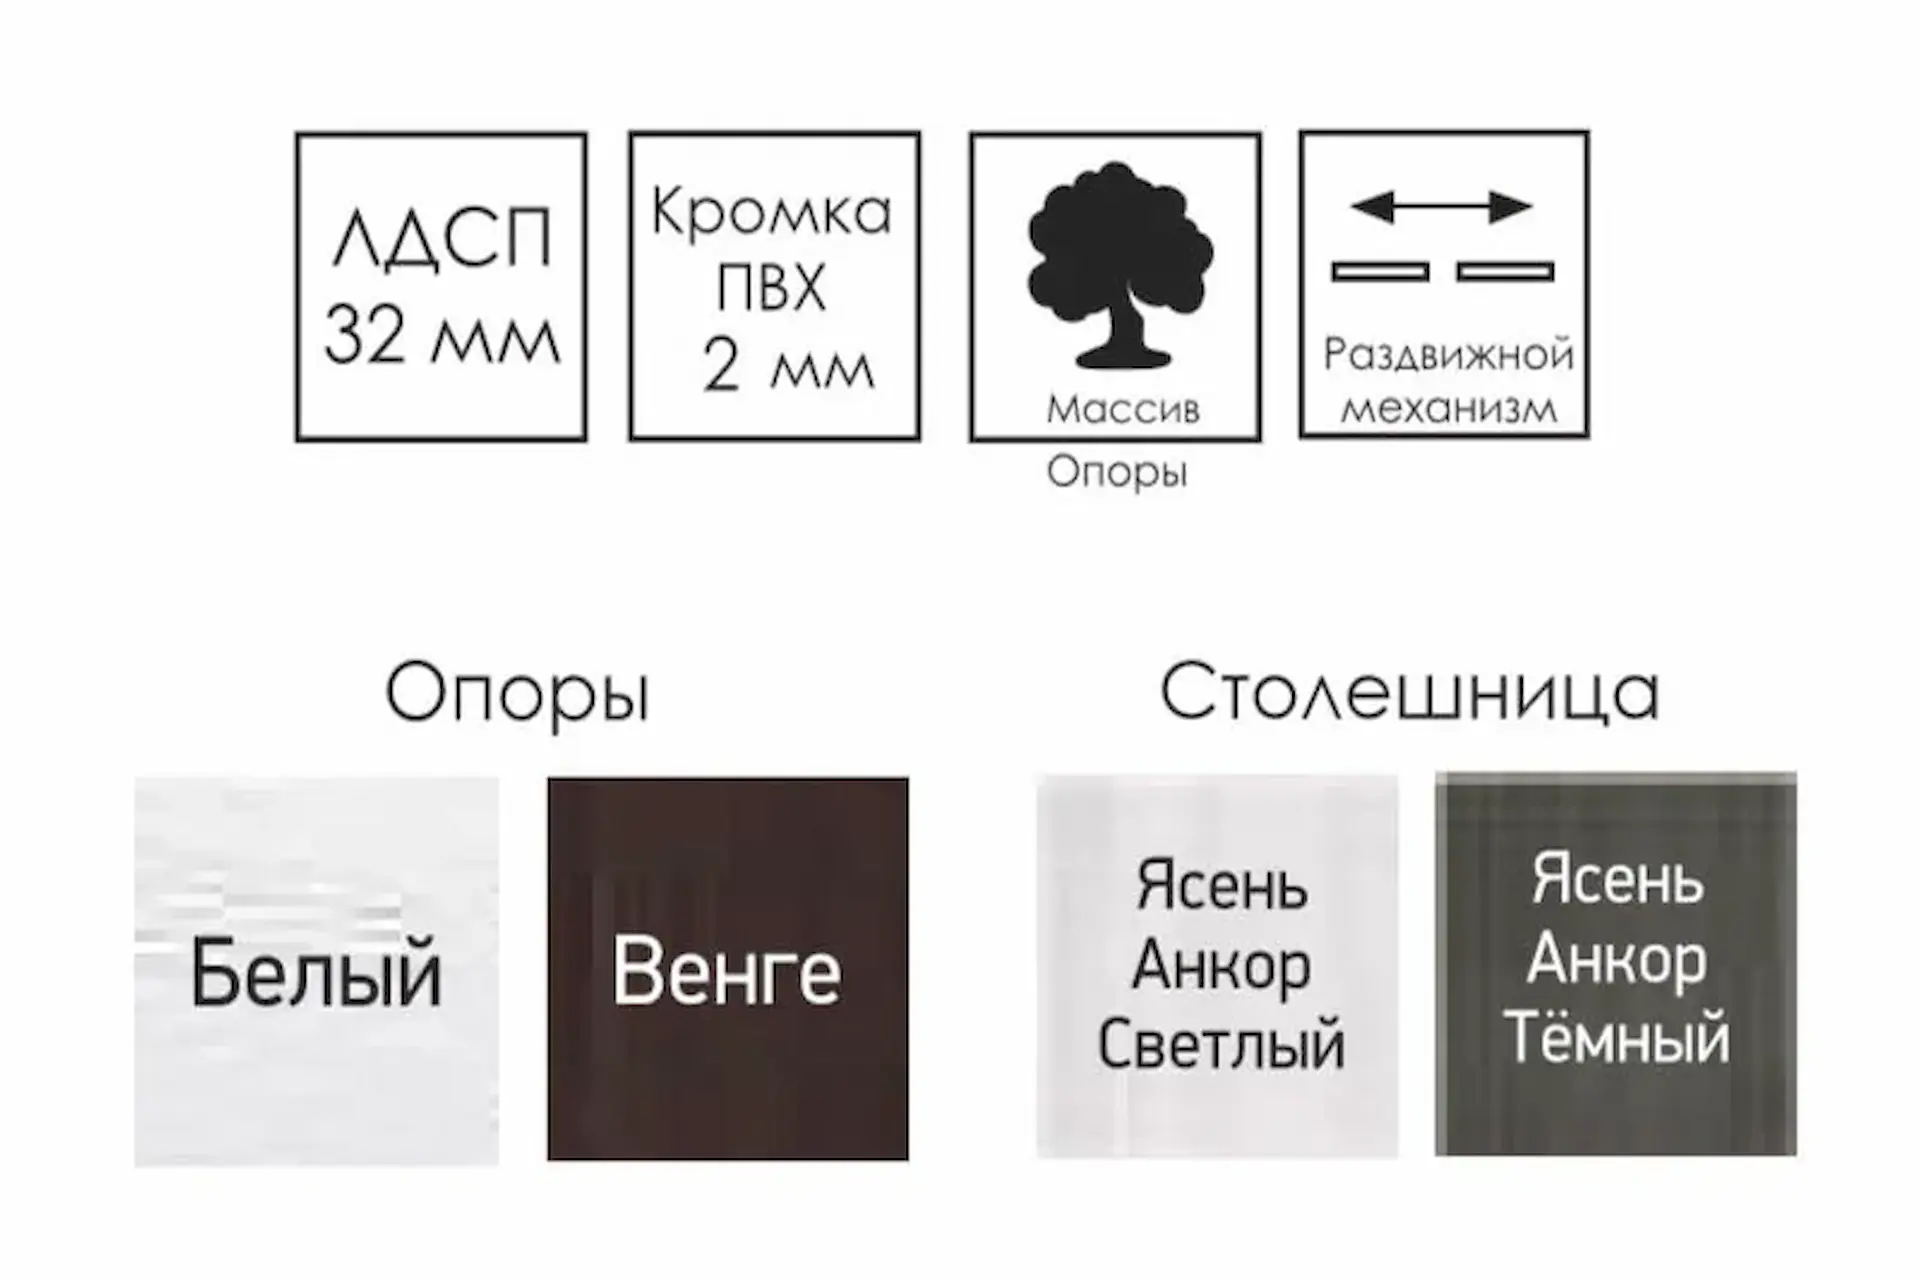 ЛДСП
32 мм
Кромка
ПВХ
2 мм
Массив
Опоры
Раздвижной
механизм
Опоры
Белый
Венге
Столешница
Ясень
Анкор
Светлый
Ясень
Анкор
Тёмный